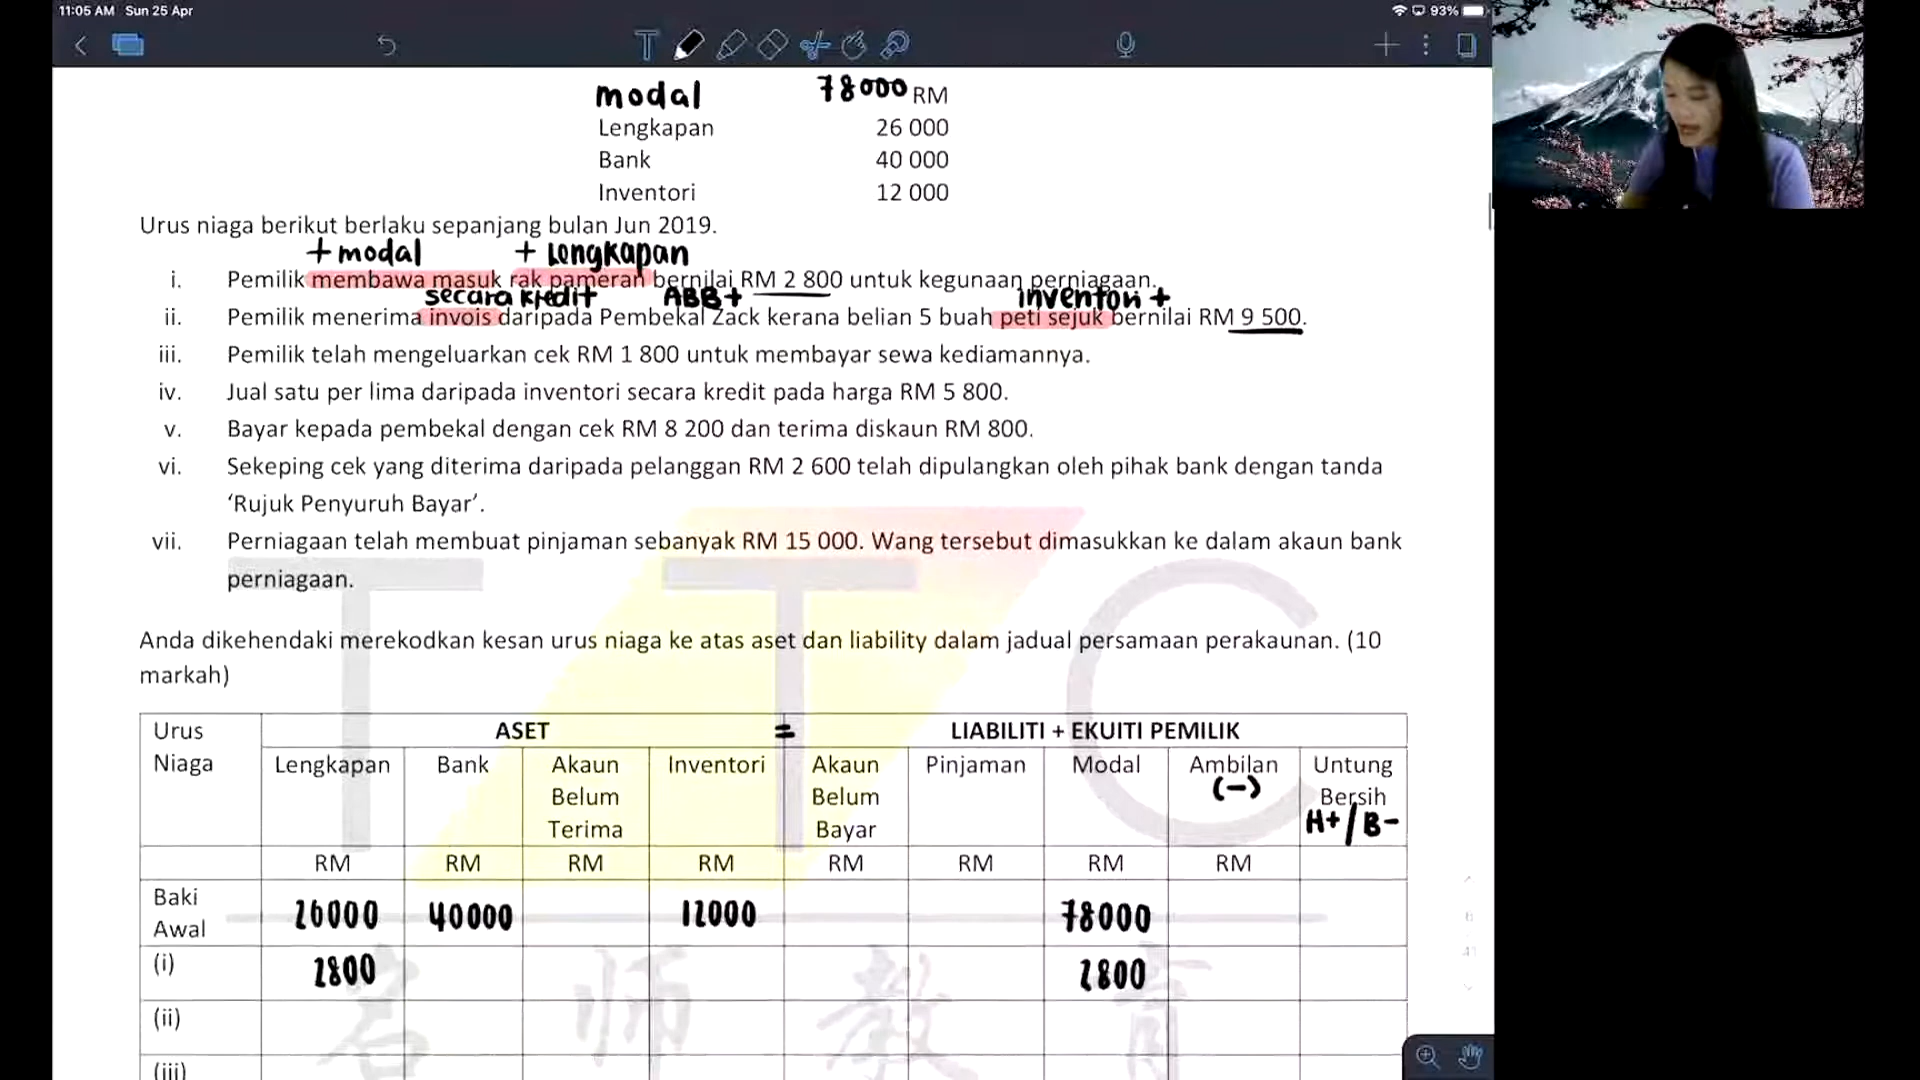 11:05 AM Sun 25 Apr
93%
modal 78000 RM
Lengkapan 26 000
Bank 40 000
Inventori 12 000
Urus niaga berikut berlaku sepanjang bulan Jun 2019.
+ modal + Lengkapan
i. Pemilik membawa masuk rak pameran bernilai RM 2 800 untuk kegunaan perniagaan.
secara kredit ABB + inventori +
ii. Pemilik menerima invois daripada Pembekal Zack kerana belian 5 buah peti sejuk bernilai RM 9 500.
iii. Pemilik telah mengeluarkan cek RM 1 800 untuk membayar sewa kediamannya.
iv. Jual satu per lima daripada inventori secara kredit pada harga RM 5 800.
v. Bayar kepada pembekal dengan cek RM 8 200 dan terima diskaun RM 800.
vi. Sekeping cek yang diterima daripada pelanggan RM 2 600 telah dipulangkan oleh pihak bank dengan tanda
‘Rujuk Penyuruh Bayar’.
vii. Perniagaan telah membuat pinjaman sebanyak RM 15 000. Wang tersebut dimasukkan ke dalam akaun bank
perniagaan.
TTC
Anda dikehendaki merekodkan kesan urus niaga ke atas aset dan liability dalam jadual persamaan perakaunan. (10
markah)
Urus Niaga ASET = LIABILITI + EKUITI PEMILIK
Lengkapan Bank Akaun Belum Terima Inventori Akaun Belum Bayar Pinjaman Modal Ambilan (-) Untung Bersih H+/B-
RM RM RM RM RM RM RM RM
Baki Awal 26000 40000 12000 78000
(i) 2800 2800
(ii)
(iii)
名师教育